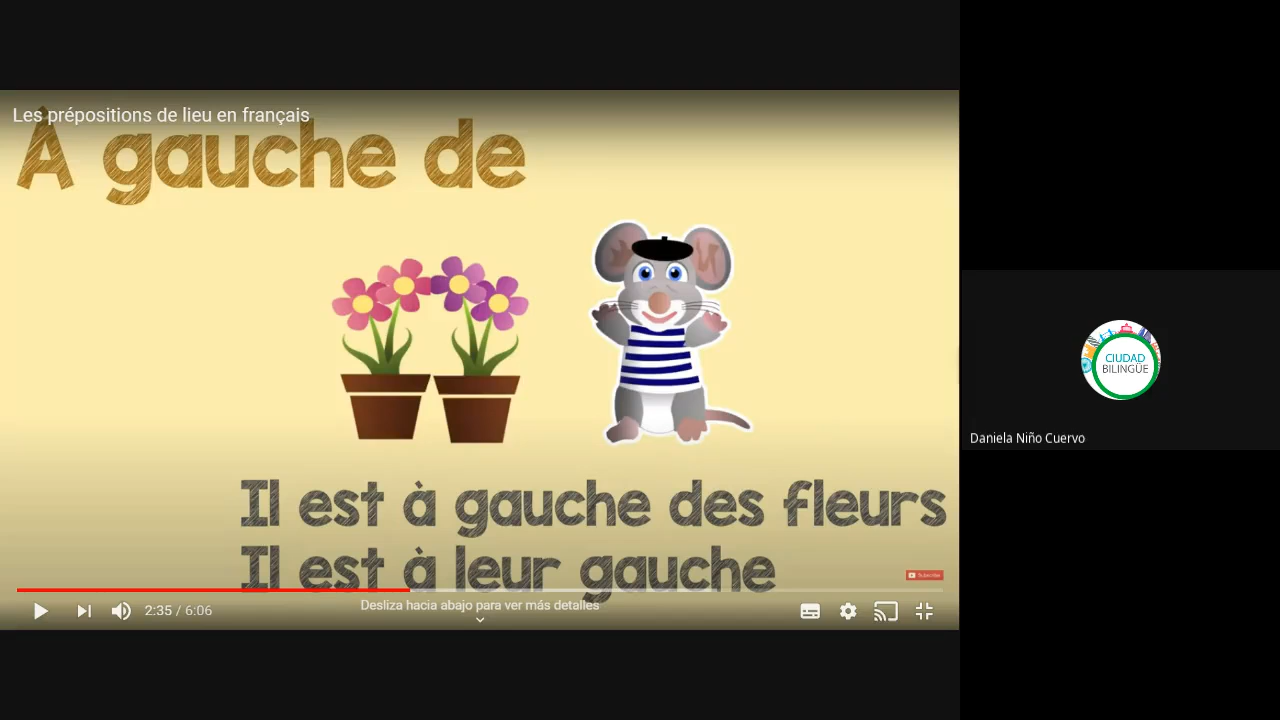 Les prépositions de lieu en français
À gauche de
Il est à gauche des fleurs
Il est à leur gauche
Subscribe
2:35 / 6:06
Desliza hacia abajo para ver más detalles
CIUDAD
BILINGÜE
Daniela Niño Cuervo